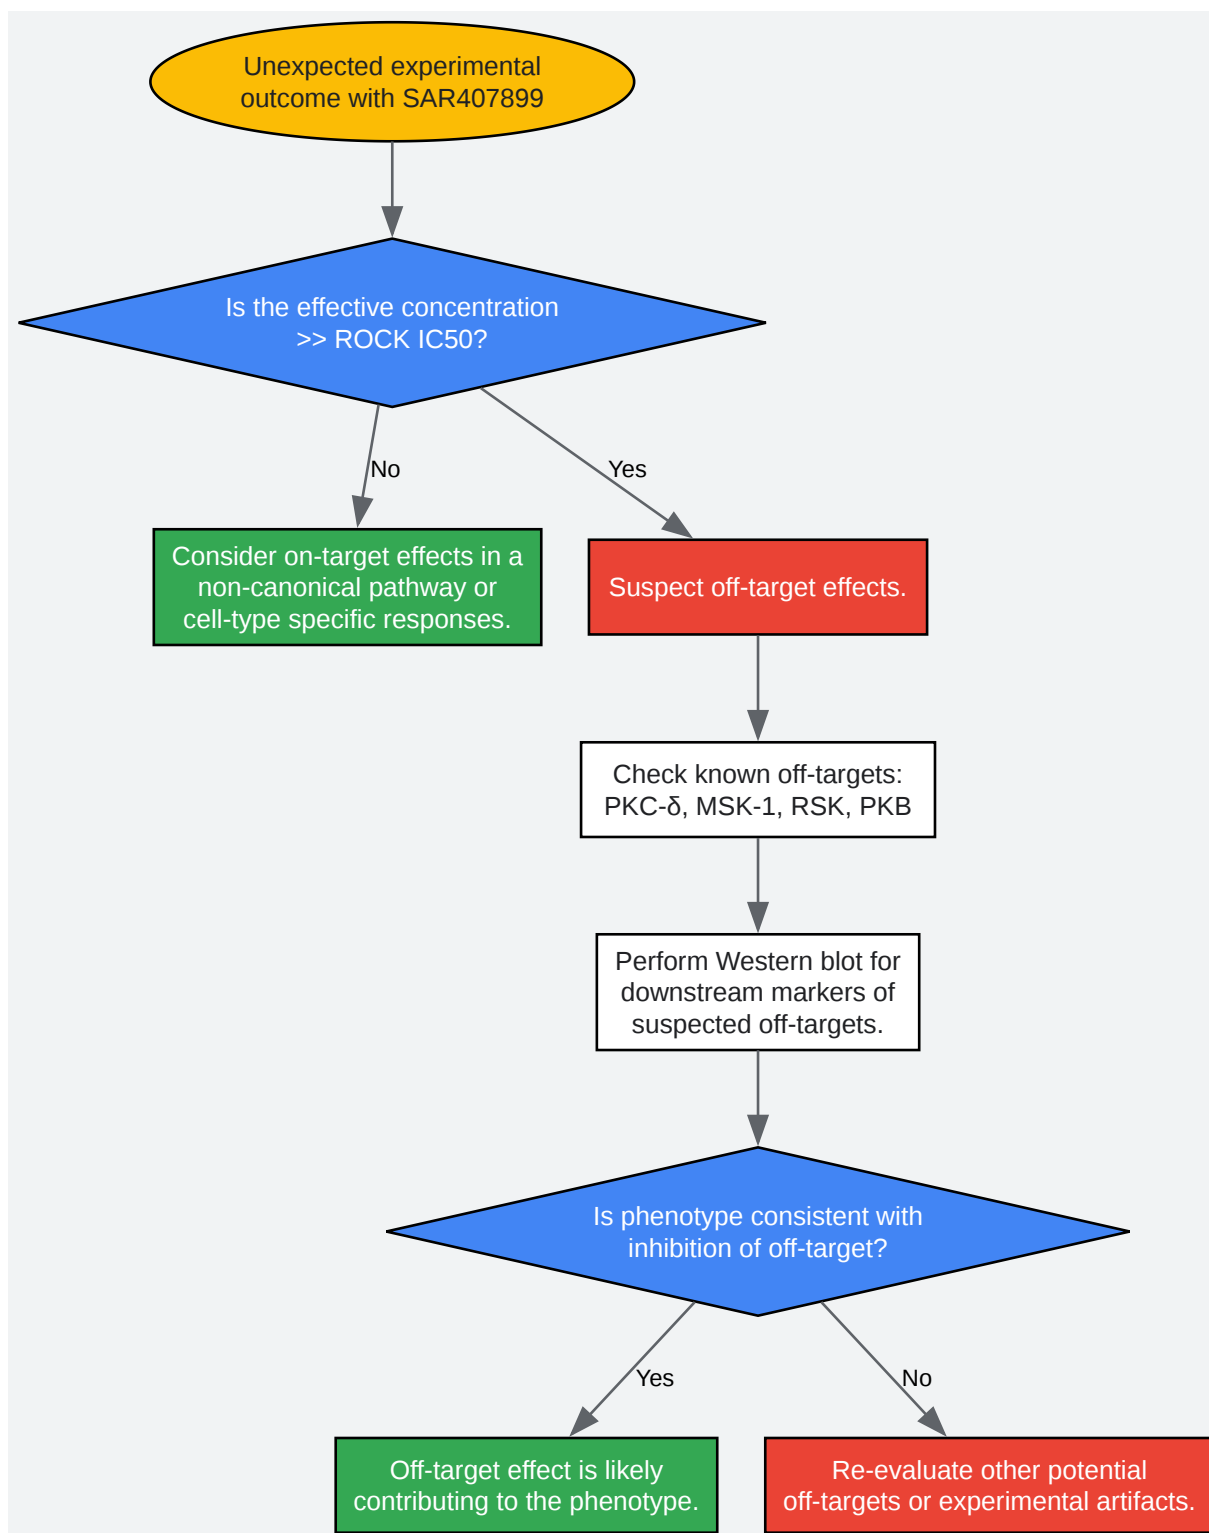 Unexpected experimental
outcome with SAR407899
Is the effective concentration
>> ROCK IC50?
No
Yes
Consider on-target effects in a
non-canonical pathway or
cell-type specific responses.
Suspect off-target effects.
Check known off-targets:
PKC-δ, MSK-1, RSK, PKB
Perform Western blot for
downstream markers of
suspected off-targets.
Is phenotype consistent with
inhibition of off-target?
Yes
No
Off-target effect is likely
contributing to the phenotype.
Re-evaluate other potential
off-targets or experimental artifacts.